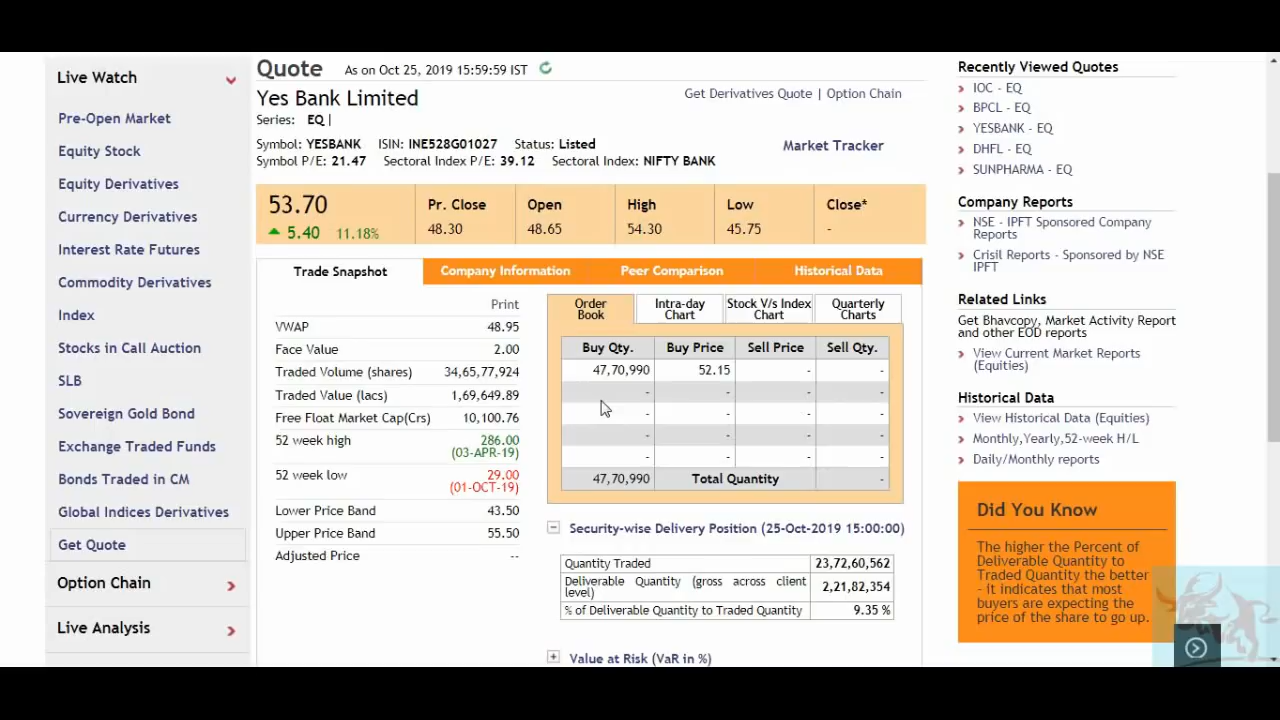 Live Watch
Pre-Open Market
Equity Stock
Equity Derivatives
Currency Derivatives
Interest Rate Futures
Commodity Derivatives
Index
Stocks in Call Auction
SLB
Sovereign Gold Bond
Exchange Traded Funds
Bonds Traded in CM
Global Indices Derivatives
Get Quote
Option Chain
Live Analysis
Quote As on Oct 25, 2019 15:59:59 IST
Yes Bank Limited
Get Derivatives Quote | Option Chain
Series: EQ |
Symbol: YESBANK ISIN: INE528G01027 Status: Listed
Symbol P/E: 21.47 Sectoral Index P/E: 39.12 Sectoral Index: NIFTY BANK
Market Tracker
53.70 Pr. Close Open High Low Close*
5.40 11.18% 48.30 48.65 54.30 45.75 -
Trade Snapshot Company Information Peer Comparison Historical Data
Print
VWAP 48.95
Face Value 2.00
Traded Volume (shares) 34,65,77,924
Traded Value (lacs) 1,69,649.89
Free Float Market Cap(Crs) 10,100.76
52 week high 286.00
(03-APR-19)
52 week low 29.00
(01-OCT-19)
Lower Price Band 43.50
Upper Price Band 55.50
Adjusted Price --
Order Book
Intra-day Chart
Stock V/s Index Chart
Quarterly Charts
Buy Qty. Buy Price Sell Price Sell Qty.
47,70,990 52.15 - -
- - - -
- - - -
- - - -
- - - -
47,70,990 Total Quantity -
Security-wise Delivery Position (25-Oct-2019 15:00:00)
Quantity Traded 23,72,60,562
Deliverable Quantity (gross across client level) 2,21,82,354
% of Deliverable Quantity to Traded Quantity 9.35 %
Value at Risk (VaR in %)
Recently Viewed Quotes
IOC - EQ
BPCL - EQ
YESBANK - EQ
DHFL - EQ
SUNPHARMA - EQ
Company Reports
NSE - IPFT Sponsored Company
Reports
Crisil Reports - Sponsored by NSE
IPFT
Related Links
Get Bhavcopy, Market Activity Report
and other EOD reports
View Current Market Reports
(Equities)
Historical Data
View Historical Data (Equities)
Monthly,Yearly,52-week H/L
Daily/Monthly reports
Did You Know
The higher the Percent of
Deliverable Quantity to
Traded Quantity the better
- it indicates that most
buyers are expecting the
price of the share to go up.